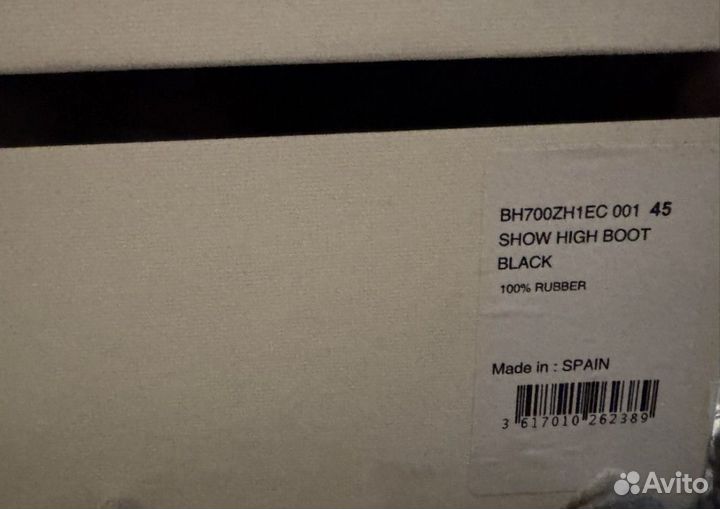 BH700ZH1EC 001 45
SHOW HIGH BOOT
BLACK
100% RUBBER
Made in : SPAIN
3 617010 262389
Avito